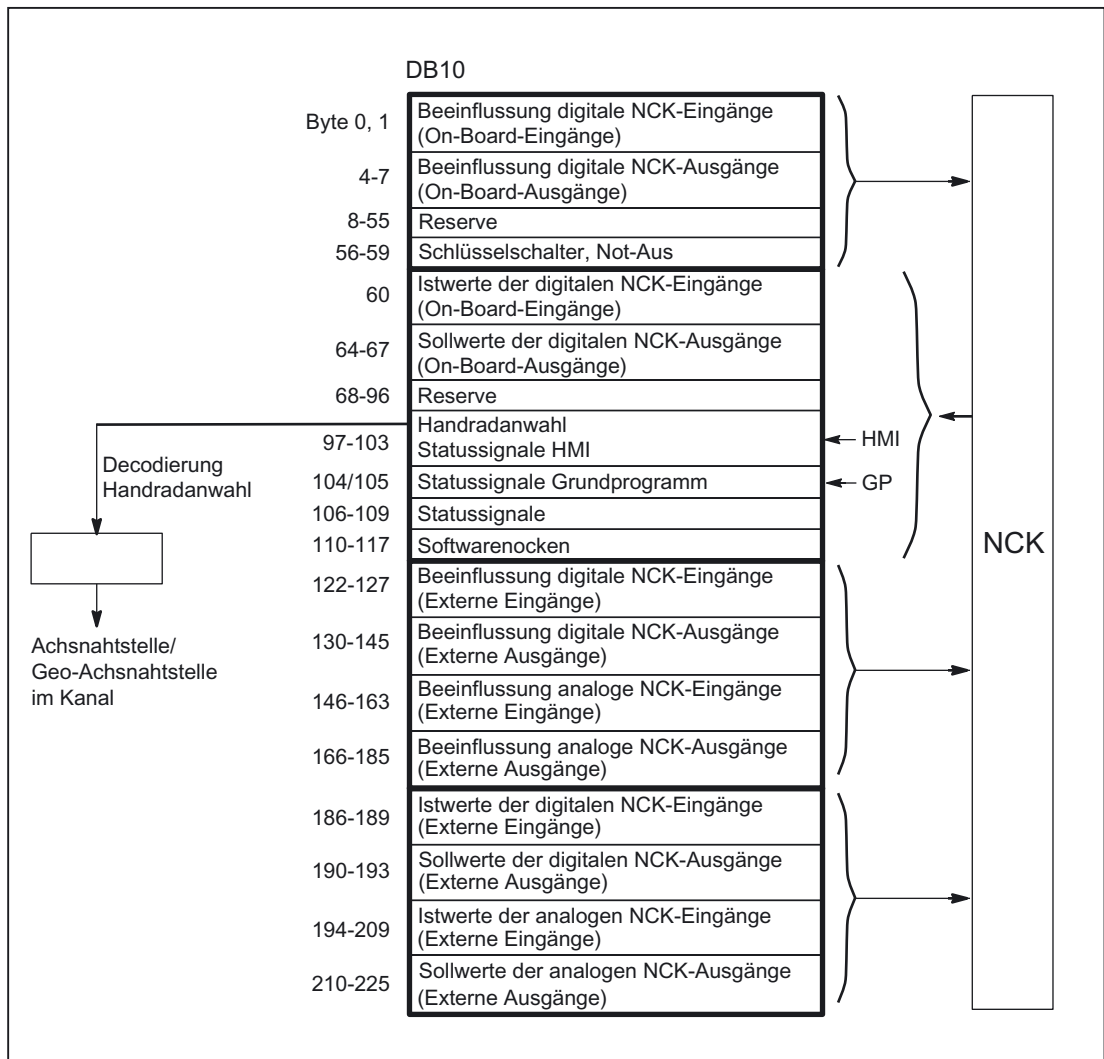 DB10
Byte 0, 1
Beeinflussung digitale NCK-Eingänge
(On-Board-Eingänge)
4-7
Beeinflussung digitale NCK-Ausgänge
(On-Board-Ausgänge)
8-55
Reserve
56-59
Schlüsselschalter, Not-Aus
60
Istwerte der digitalen NCK-Eingänge
(On-Board-Eingänge)
64-67
Sollwerte der digitalen NCK-Ausgänge
(On-Board-Ausgänge)
68-96
Reserve
97-103
Handradanwahl
Statussignale HMI
HMI
Decodierung
Handradanwahl
104/105
Statussignale Grundprogramm
GP
106-109
Statussignale
110-117
Softwarenocken
NCK
122-127
Beeinflussung digitale NCK-Eingänge
(Externe Eingänge)
Achsnahtstelle/
Geo-Achsnahtstelle
im Kanal
130-145
Beeinflussung digitale NCK-Ausgänge
(Externe Ausgänge)
146-163
Beeinflussung analoge NCK-Eingänge
(Externe Eingänge)
166-185
Beeinflussung analoge NCK-Ausgänge
(Externe Ausgänge)
186-189
Istwerte der digitalen NCK-Eingänge
(Externe Eingänge)
190-193
Sollwerte der digitalen NCK-Ausgänge
(Externe Ausgänge)
194-209
Istwerte der analogen NCK-Eingänge
(Externe Eingänge)
210-225
Sollwerte der analogen NCK-Ausgänge
(Externe Ausgänge)